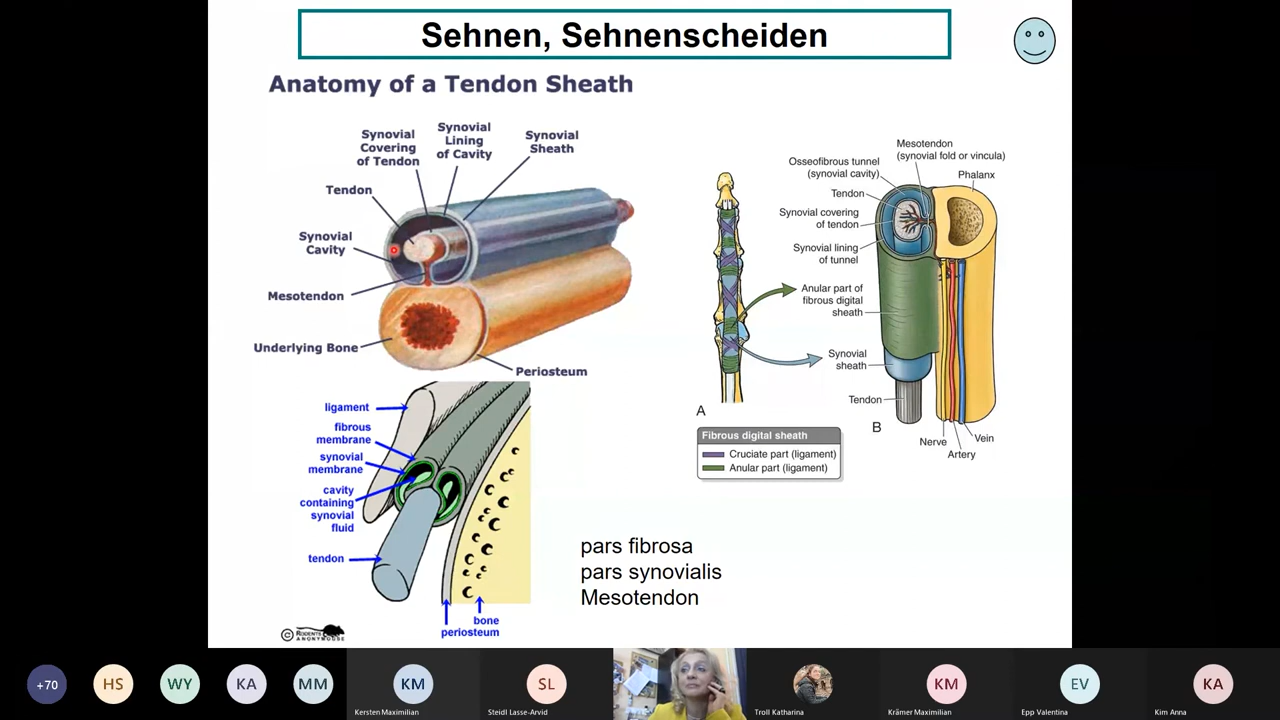 Sehnen, Sehnenscheiden
Anatomy of a Tendon Sheath
Synovial
Covering
of Tendon
Synovial
Lining
of Cavity
Synovial
Sheath
Tendon
Synovial
Cavity
Mesotendon
Underlying Bone
Periosteum
ligament
fibrous
membrane
synovial
membrane
cavity
containing
synovial
fluid
tendon
bone
periosteum
© RODENTS
ANONYMOUSE
Mesotendon
(synovial fold or vincula)
Osseofibrous tunnel
(synovial cavity)
Phalanx
Tendon
Synovial covering
of tendon
Synovial lining
of tunnel
Anular part of
fibrous digital
sheath
Synovial
sheath
Tendon
A
B
Nerve
Artery
Vein
Fibrous digital sheath
Cruciate part (ligament)
Anular part (ligament)
pars fibrosa
pars synovialis
Mesotendon
+70
HS
WY
KA
MM
KM
Kersten Maximilian
SL
Steidl Lasse-Arvid
Troll Katharina
KM
Krämer Maximilian
EV
Epp Valentina
KA
Kim Anna